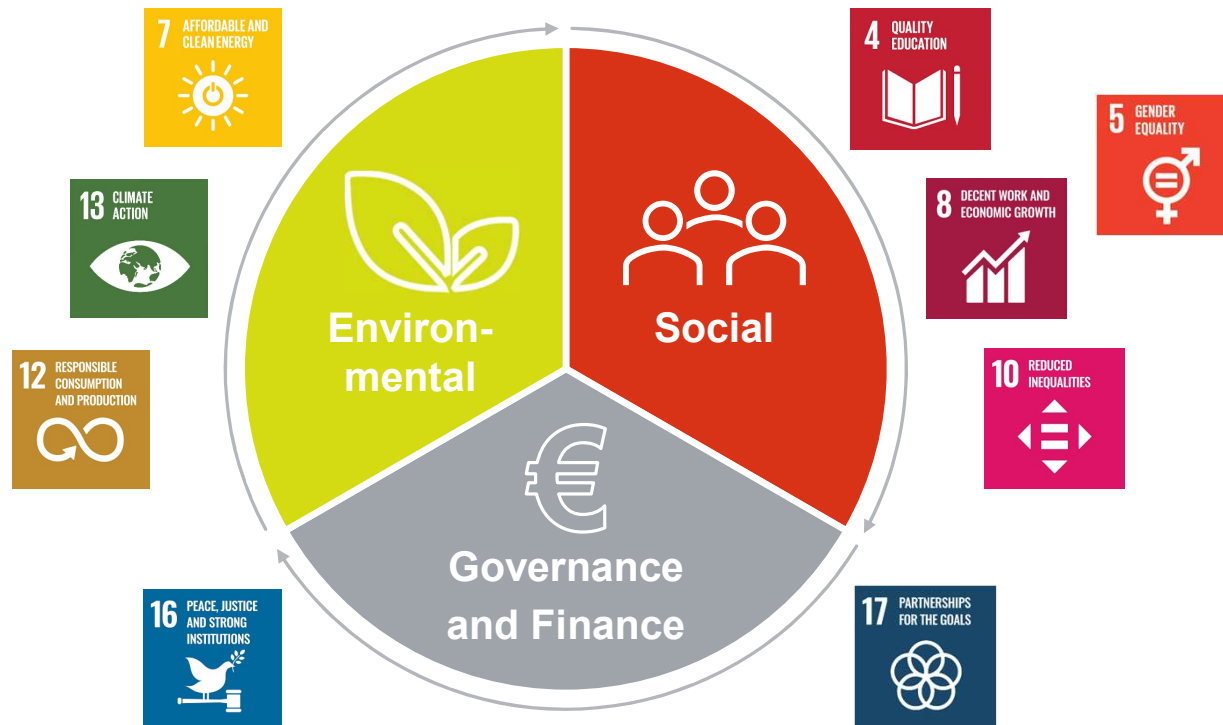 7 AFFORDABLE AND
CLEAN ENERGY
4 QUALITY
EDUCATION
5 GENDER
EQUALITY
13 CLIMATE
ACTION
8 DECENT WORK AND
ECONOMIC GROWTH
Environ-
mental
Social
12 RESPONSIBLE
CONSUMPTION
AND PRODUCTION
10 REDUCED
INEQUALITIES
€
Governance
and Finance
16 PEACE, JUSTICE
AND STRONG
INSTITUTIONS
17 PARTNERSHIPS
FOR THE GOALS